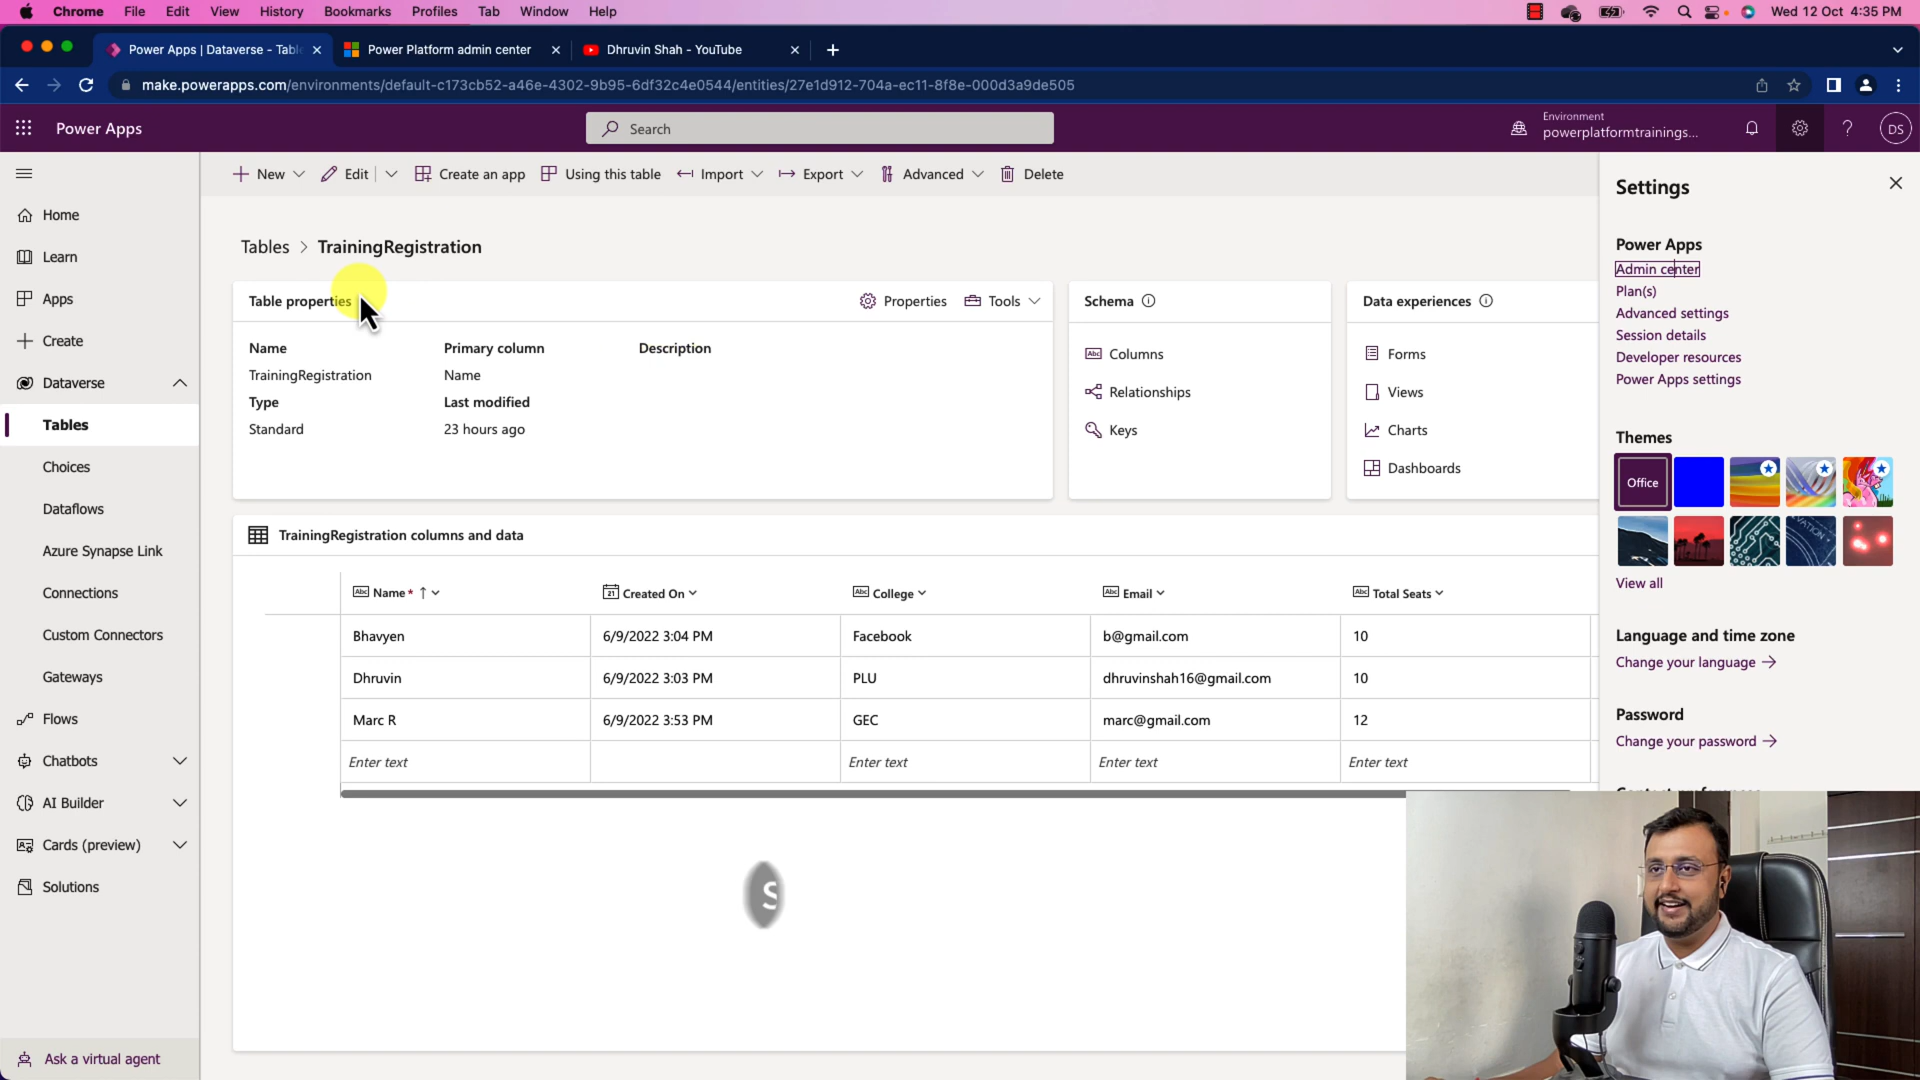 Chrome File Edit View History Bookmarks Profiles Tab Window Help Wed 12 Oct 4:35 PM
Power Apps | Dataverse - Table Power Platform admin center Dhruvin Shah - YouTube
make.powerapps.com/environments/default-c173cb52-a46e-4302-9b95-6df32c4e0544/entities/27e1d912-704a-ec11-8f8e-000d3a9de505
Power Apps Search Environment
powerplatformtrainings... DS
New Edit Create an app Using this table Import Export Advanced Delete
Home
Learn
Apps
Create
Dataverse
Tables
Choices
Dataflows
Azure Synapse Link
Connections
Custom Connectors
Gateways
Flows
Chatbots
AI Builder
Cards (preview)
Solutions
Ask a virtual agent
Tables > TrainingRegistration
Table properties Properties Tools
Name Primary column Description
TrainingRegistration Name
Type Last modified
Standard 23 hours ago
Schema
Columns
Relationships
Keys
Data experiences
Forms
Views
Charts
Dashboards
TrainingRegistration columns and data
Name * Created On College Email Total Seats
Bhavyen 6/9/2022 3:04 PM Facebook b@gmail.com 10
Dhruvin 6/9/2022 3:03 PM PLU dhruvinshah16@gmail.com 10
Marc R 6/9/2022 3:53 PM GEC marc@gmail.com 12
Enter text Enter text Enter text Enter text
S
Settings
Power Apps
Admin center
Plan(s)
Advanced settings
Session details
Developer resources
Power Apps settings
Themes
Office
View all
Language and time zone
Change your language
Password
Change your password